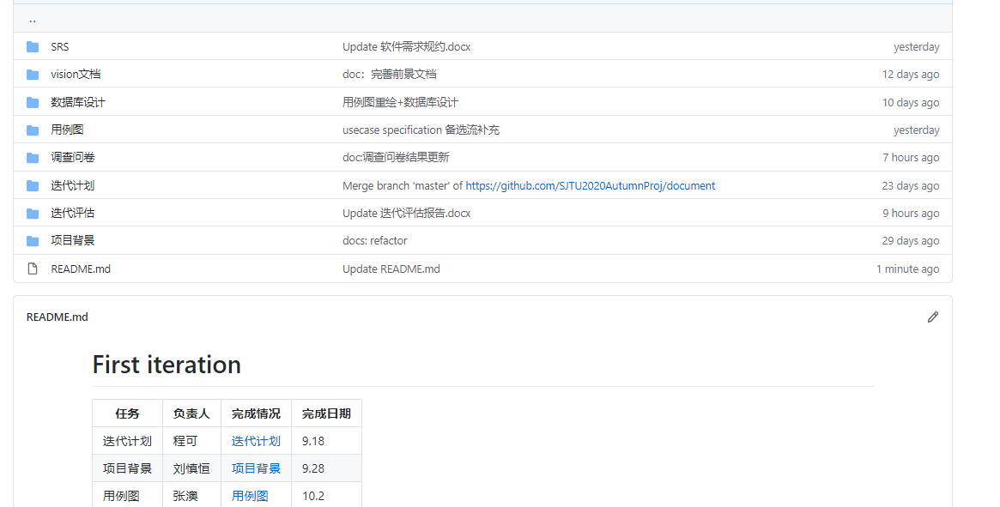 ..
SRS Update 软件需求规约.docx yesterday
vision文档 doc：完善前景文档 12 days ago
数据库设计 用例图重绘+数据库设计 10 days ago
用例图 usecase specification 备选流补充 yesterday
调查问卷 doc:调查问卷结果更新 7 hours ago
迭代计划 Merge branch 'master' of https://github.com/SJTU2020AutumnProj/document 23 days ago
迭代评估 Update 迭代评估报告.docx 9 hours ago
项目背景 docs: refactor 29 days ago
README.md Update README.md 1 minute ago
README.md
First iteration
任务 负责人 完成情况 完成日期
迭代计划 程可 迭代计划 9.18
项目背景 刘慎恒 项目背景 9.28
用例图 张澳 用例图 10.2